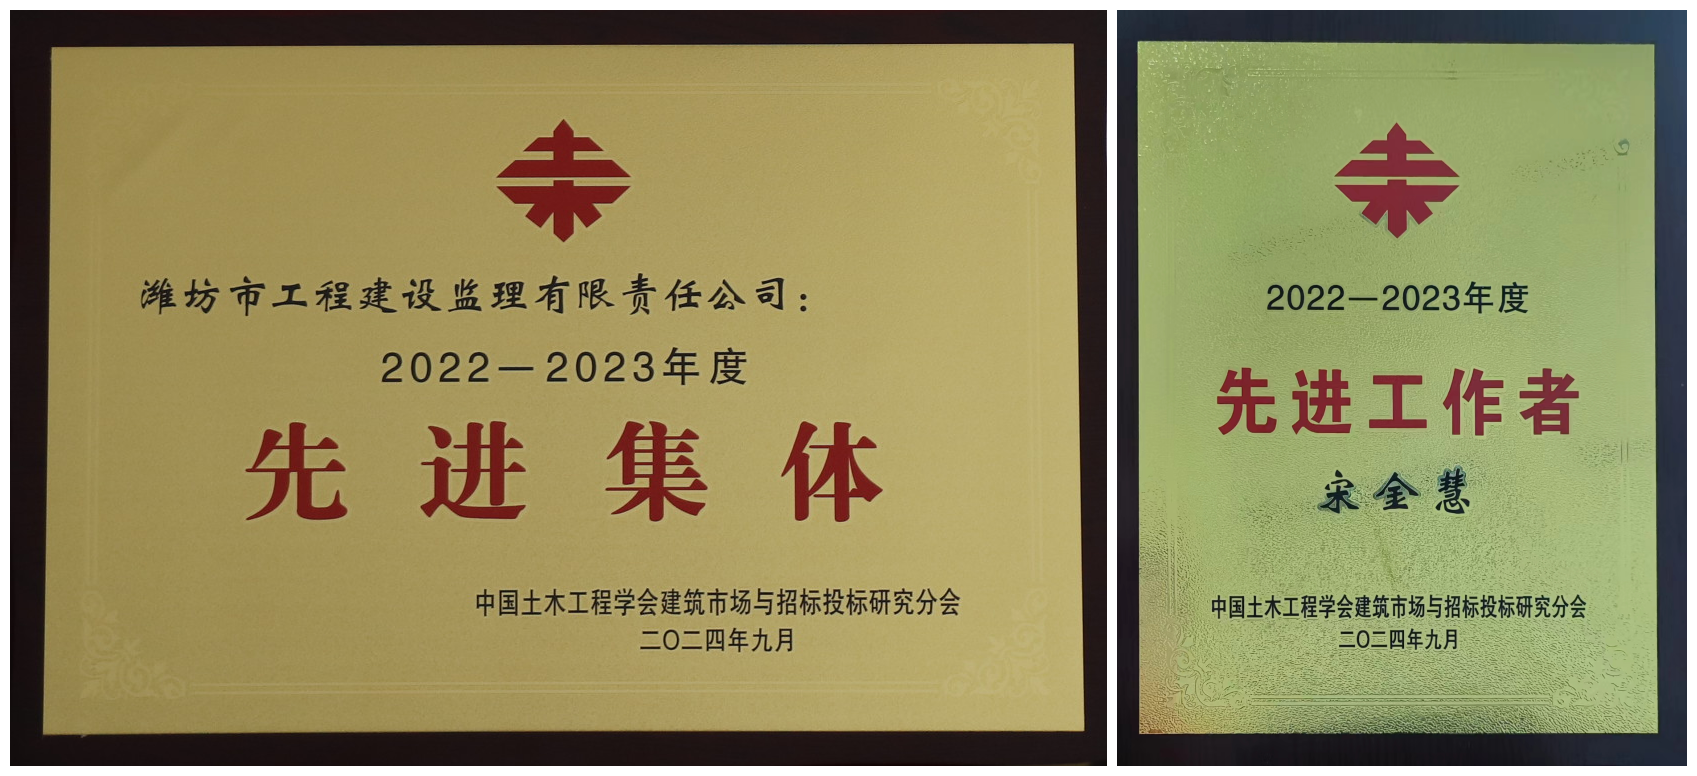 潍坊市工程建设监理有限责任公司：
2022—2023年度
先进集体
中国土木工程学会建筑市场与招标投标研究分会
二〇二四年九月
2022—2023年度
先进工作者
宋金慧
中国土木工程学会建筑市场与招标投标研究分会
二〇二四年九月